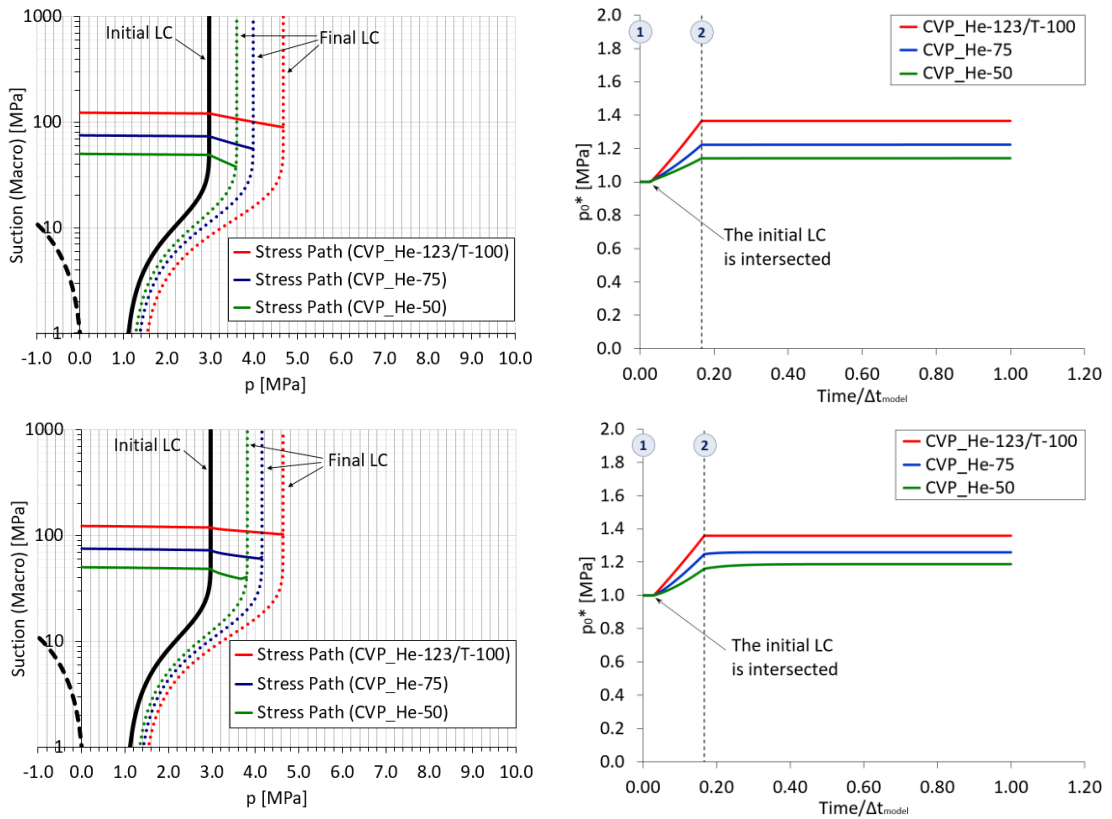 1000
100
10
1
Suction (Macro) [MPa]
Initial LC
Final LC
Stress Path (CVP_He-123/T-100)
Stress Path (CVP_He-75)
Stress Path (CVP_He-50)
-1.0 0.0 1.0 2.0 3.0 4.0 5.0 6.0 7.0 8.0 9.0 10.0
p [MPa]
2.0
1.8
1.6
1.4
1.2
1.0
0.8
0.6
0.4
0.2
0.0
p₀* [MPa]
1 2
CVP_He-123/T-100
CVP_He-75
CVP_He-50
The initial LC
is intersected
0.00 0.20 0.40 0.60 0.80 1.00 1.20
Time/Δtmodel
1000
100
10
1
Suction (Macro) [MPa]
Initial LC
Final LC
Stress Path (CVP_He-123/T-100)
Stress Path (CVP_He-75)
Stress Path (CVP_He-50)
-1.0 0.0 1.0 2.0 3.0 4.0 5.0 6.0 7.0 8.0 9.0 10.0
p [MPa]
2.0
1.8
1.6
1.4
1.2
1.0
0.8
0.6
0.4
0.2
0.0
p₀* [MPa]
1 2
CVP_He-123/T-100
CVP_He-75
CVP_He-50
The initial LC
is intersected
0.00 0.20 0.40 0.60 0.80 1.00 1.20
Time/Δtmodel